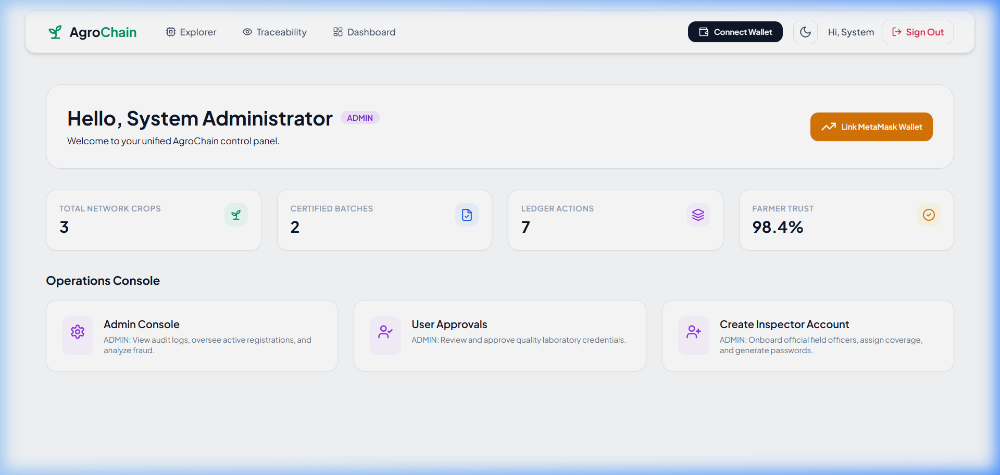 AgroChain
Explorer
Traceability
Dashboard
Connect Wallet
Hi, System
Sign Out
Hello, System Administrator
ADMIN
Welcome to your unified AgroChain control panel.
Link MetaMask Wallet
TOTAL NETWORK CROPS
3
CERTIFIED BATCHES
2
LEDGER ACTIONS
7
FARMER TRUST
98.4%
Operations Console
Admin Console
ADMIN: View audit logs, oversee active registrations, and
analyze fraud.
User Approvals
ADMIN: Review and approve quality laboratory credentials.
Create Inspector Account
ADMIN: Onboard official field officers, assign coverage,
and generate passwords.